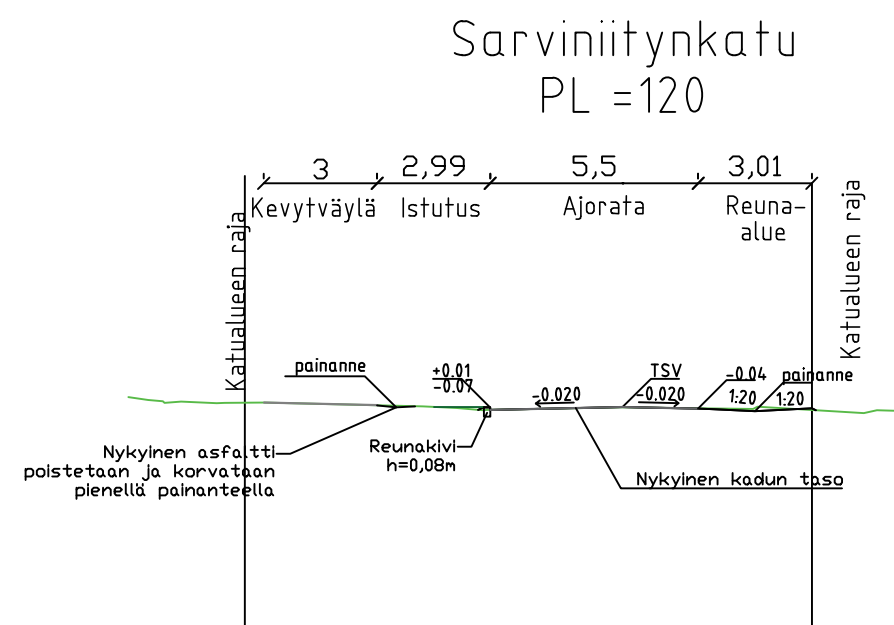 Sarviniitynkatu
PL =120
3 2,99 5,5 3,01
Kevytväylä Istutus Ajorata Reuna-
alue
Katualueen raja
Katualueen raja
painanne
+0.01
-0.07
-0.020
TSV
-0.020
-0.04
1:20
painanne
1:20
Nykyinen asfaltti
poistetaan ja korvataan
pienellä painanteella
Reunakivi
h=0,08m
Nykyinen kadun taso